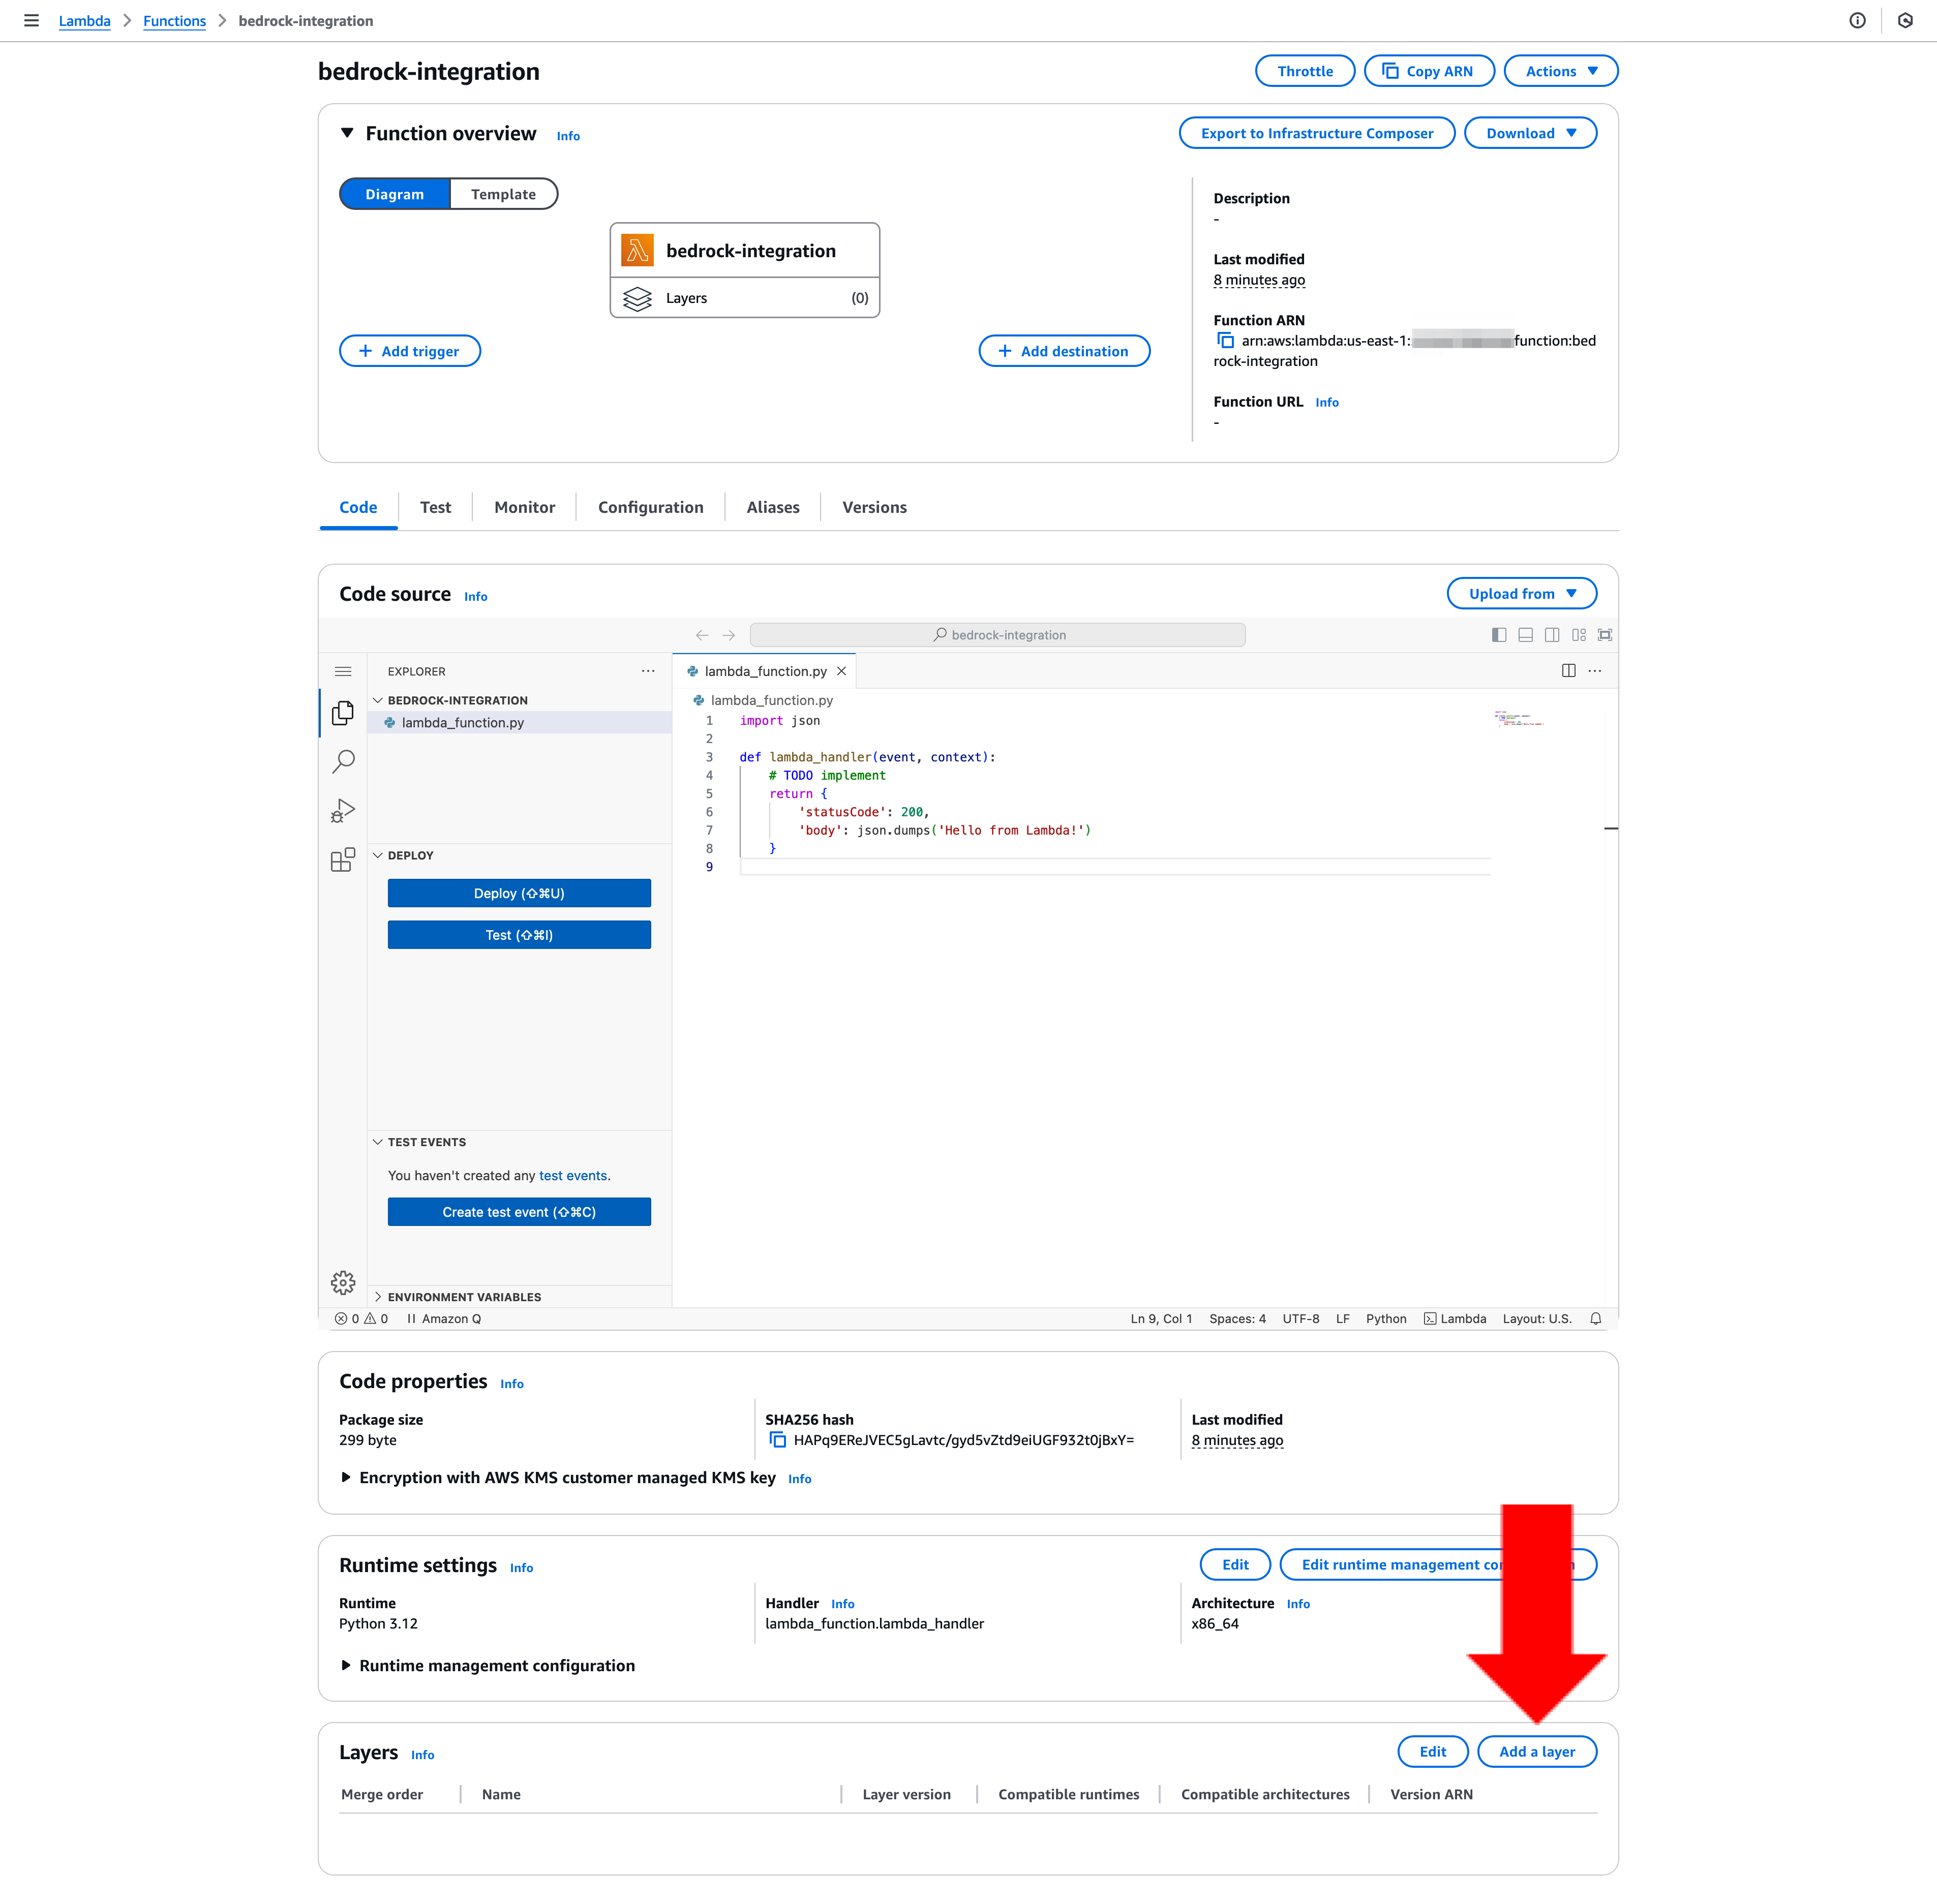 Lambda > Functions > bedrock-integration
bedrock-integration
Throttle
Copy ARN
Actions
Function overview Info
Export to Infrastructure Composer
Download
Diagram
Template
bedrock-integration
Layers (0)
Add trigger
Add destination
Description
-
Last modified
8 minutes ago
Function ARN
arn:aws:lambda:us-east-1: function:bed
rock-integration
Function URL Info
-
Code
Test
Monitor
Configuration
Aliases
Versions
Code source Info
Upload from
bedrock-integration
EXPLORER
BEDROCK-INTEGRATION
lambda_function.py
DEPLOY
Deploy (⇧⌘U)
Test (⇧⌘I)
TEST EVENTS
You haven't created any test events.
Create test event (⇧⌘C)
ENVIRONMENT VARIABLES
lambda_function.py
lambda_function.py
1 import json
2
3 def lambda_handler(event, context):
4     # TODO implement
5     return {
6         'statusCode': 200,
7         'body': json.dumps('Hello from Lambda!')
8     }
9
0 0 Amazon Q
Ln 9, Col 1 Spaces: 4 UTF-8 LF Python Lambda Layout: U.S.
Code properties Info
Package size
299 byte
SHA256 hash
HAPq9EReJVEC5gLavtc/gyd5vZtd9eiUGF932t0jBxY=
Last modified
8 minutes ago
Encryption with AWS KMS customer managed KMS key Info
Runtime settings Info
Edit
Edit runtime management
Runtime
Python 3.12
Handler Info
lambda_function.lambda_handler
Architecture Info
x86_64
Runtime management configuration
Layers Info
Edit
Add a layer
Merge order
Name
Layer version
Compatible runtimes
Compatible architectures
Version ARN